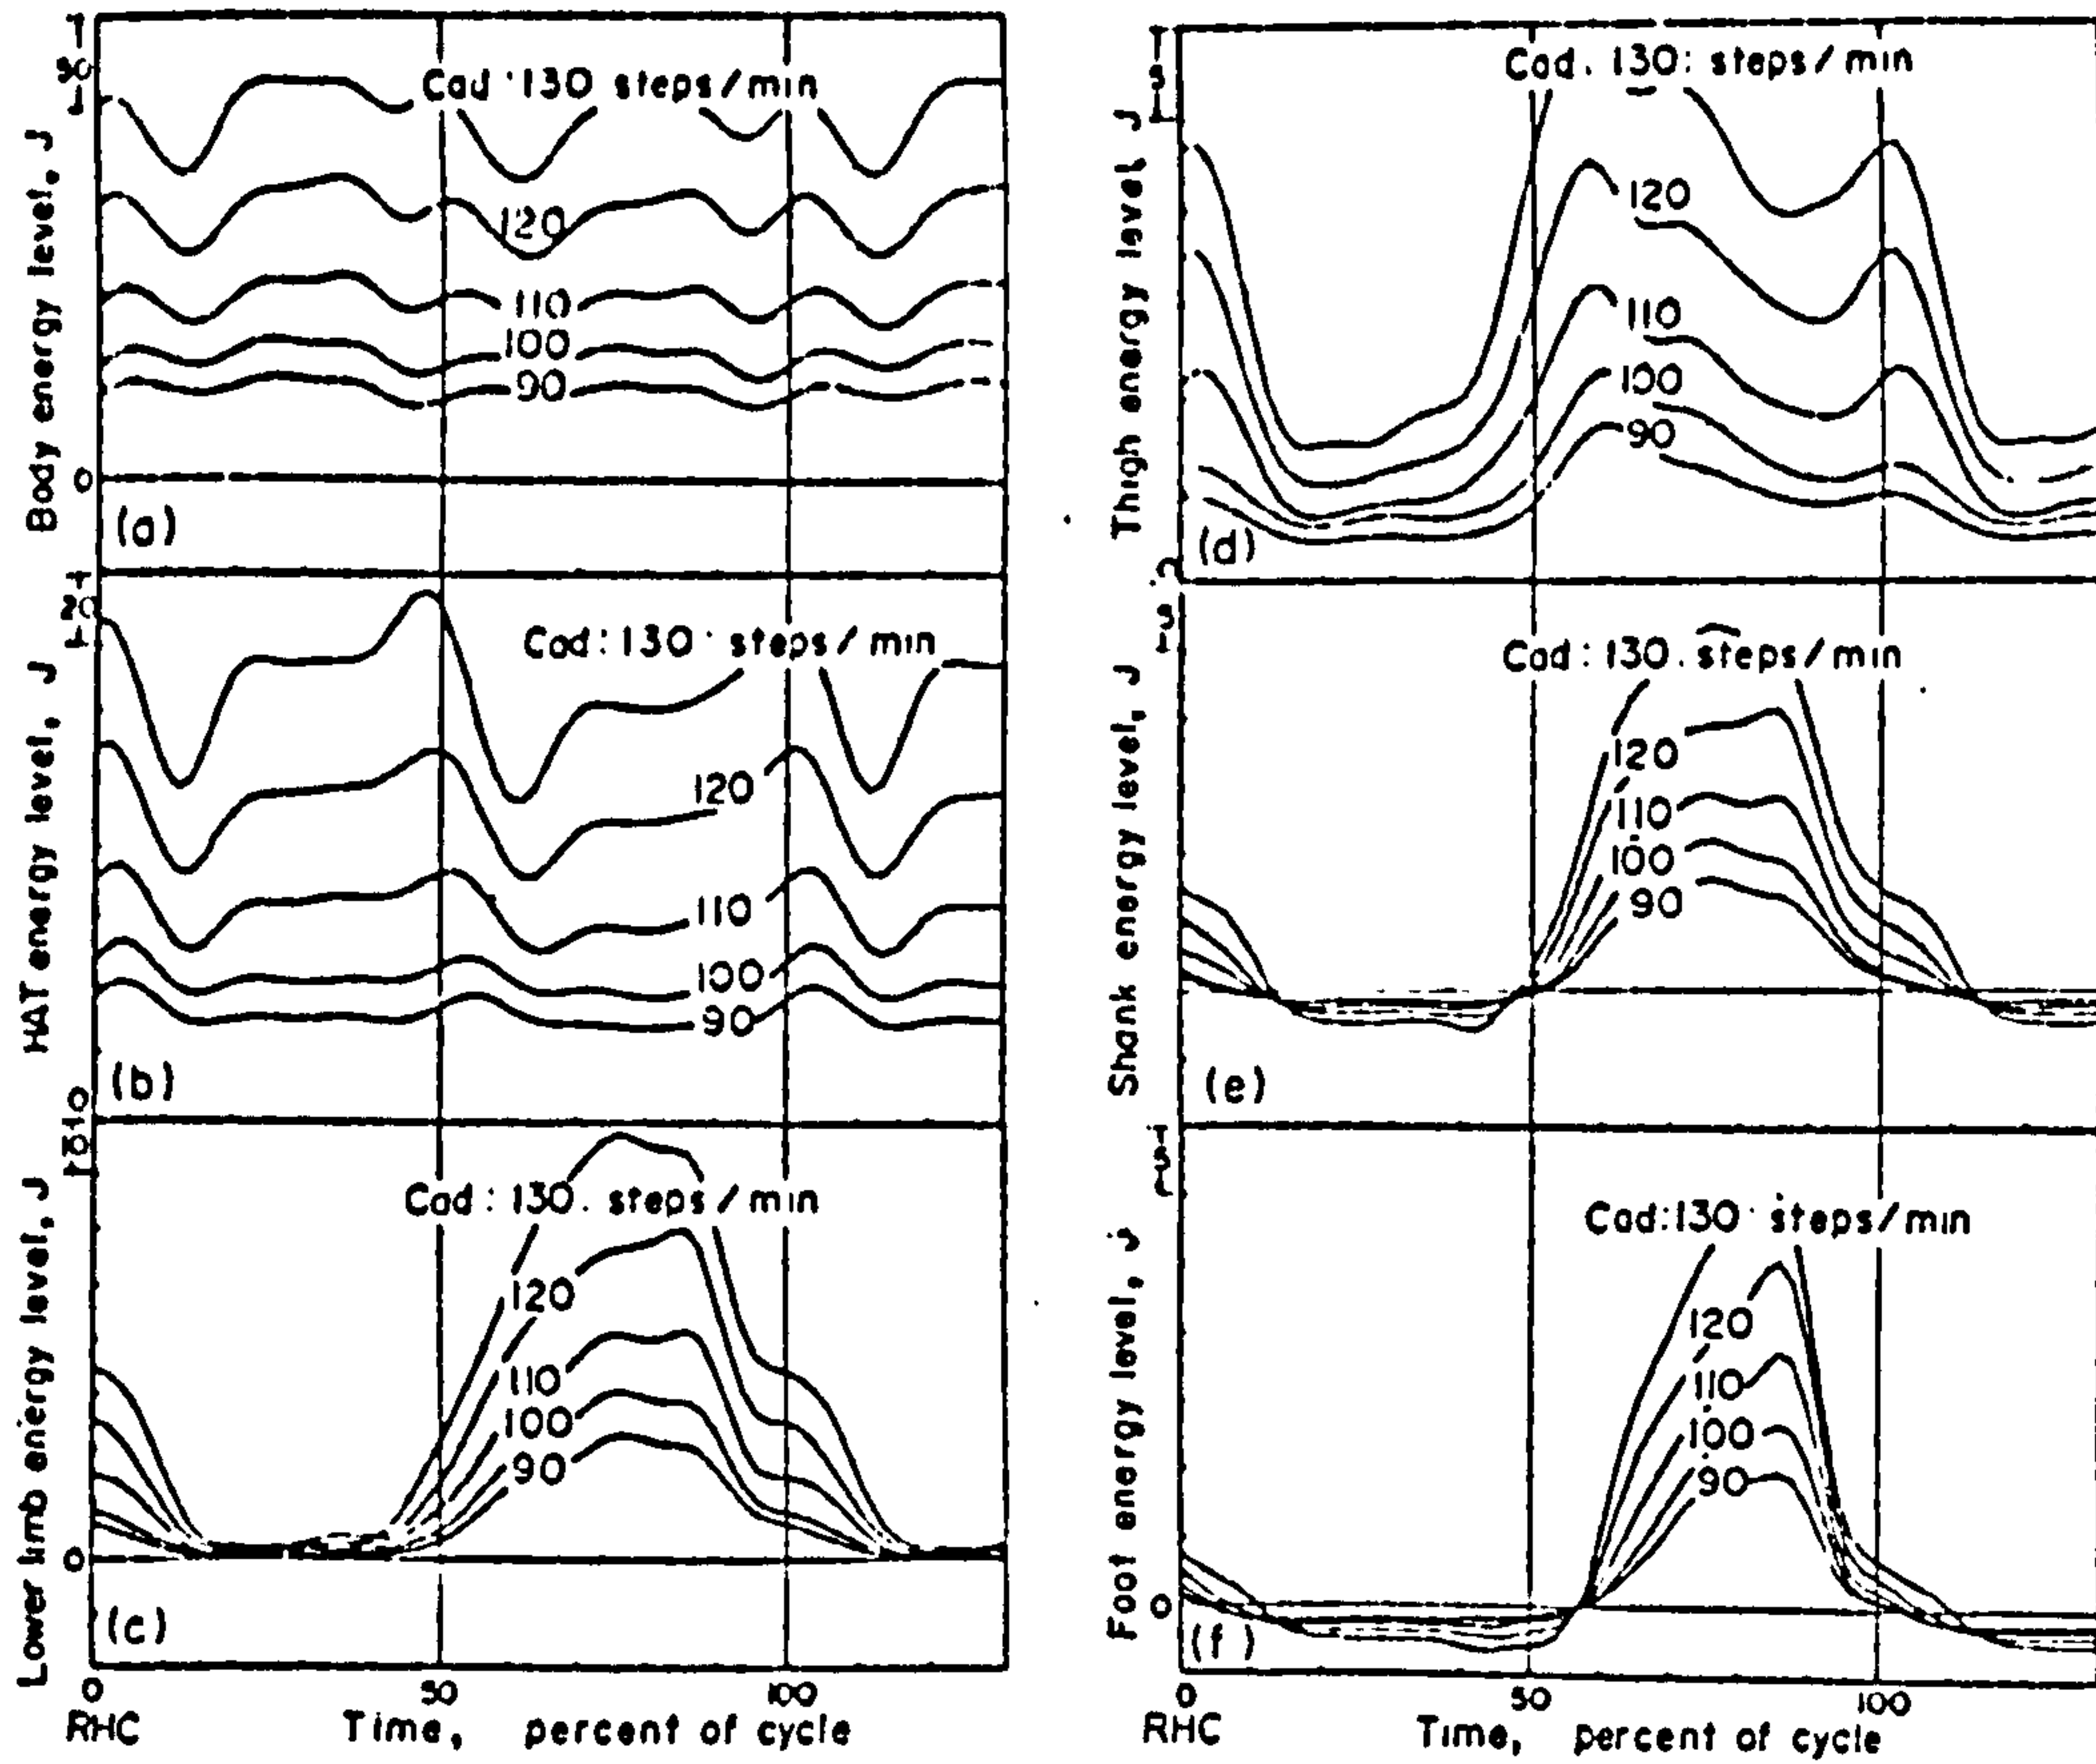 Body energy level, J
Cad 130 steps/min
120
110
100
90
0
(a)
HAT energy level, J
20
Cad: 130 steps/min
120
110
100
90
0
(b)
Lower limb energy level, J
Cad: 130. steps/min
120
110
100
90
0
(c)
0
50
100
RHC
Time, percent of cycle
Thigh energy level, J
Cad. 130: steps/min
120
110
100
90
(d)
Shank energy level, J
Cad: 130. steps/min
120
110
100
90
(e)
Foot energy level, J
5
Cad:130 steps/min
120
110
100
90
0
(f)
0
50
100
RHC
Time, percent of cycle